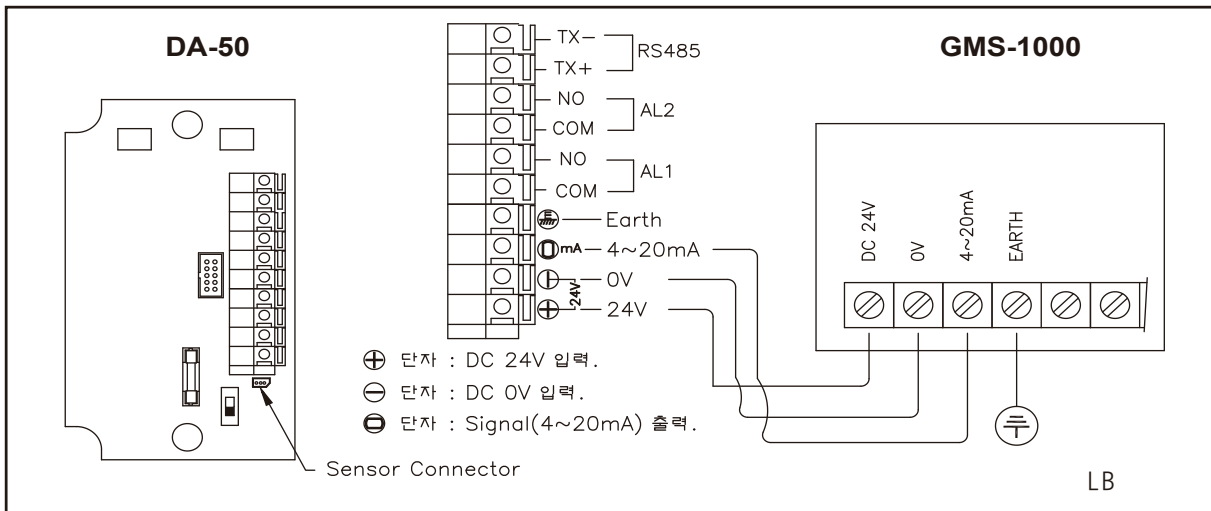 DA-50
GMS-1000
TX-
TX+
RS485
NO
COM
AL2
NO
COM
AL1
E
Earth
mA
4~20mA
0V
24V
24V
DC 24V
0V
4~20mA
EARTH
⊕ 단자 : DC 24V 입력.
⊖ 단자 : DC 0V 입력.
단자 : Signal(4~20mA) 출력.
Sensor Connector
LB